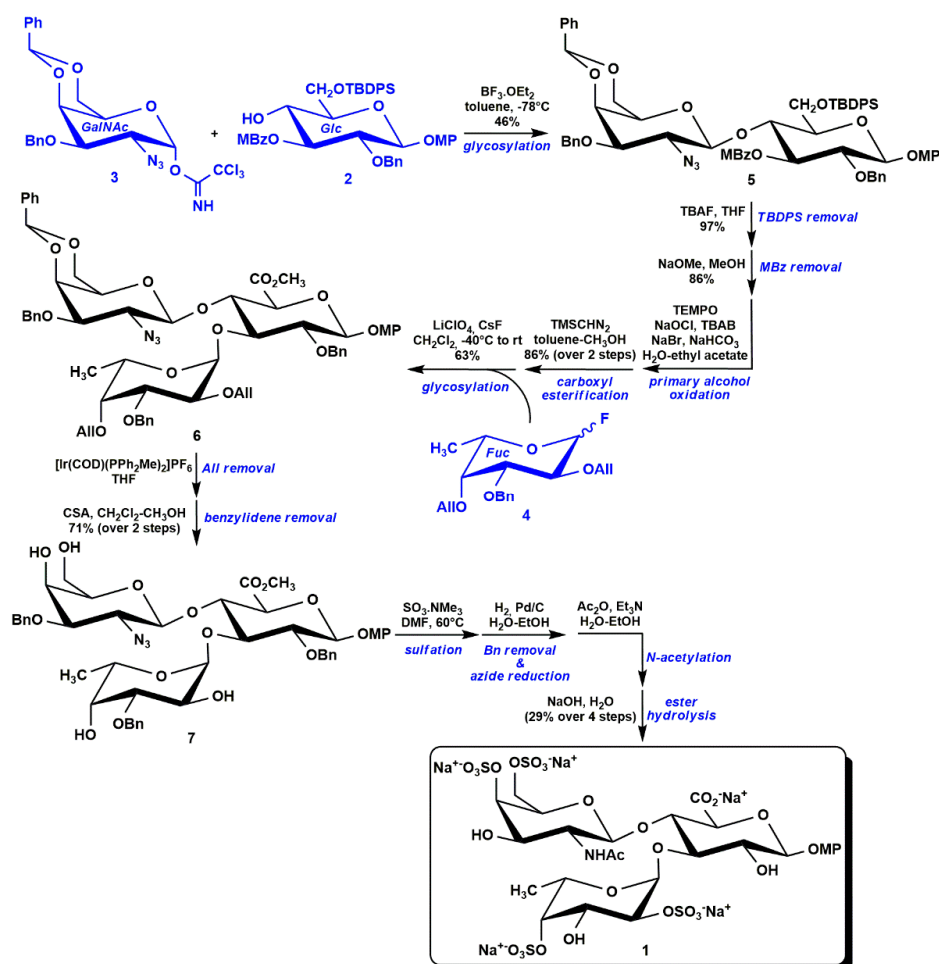 Ph
O
O
O
GalNAc
BnO
N3
O
CCl3
NH
3
+
6CO
TBDPS
HO
O
Glc
MBzO
OMP
OBn
2
BF3.OEt2
toluene, -78°C
46%
glycosylation
Ph
O
O
O
BnO
N3
O
CO
TBDPS
O
MBzO
OMP
OBn
5
TBAF, THF
97%
TBDPS removal
NaOMe, MeOH
86%
MBz removal
TEMPO
NaOCl, TBAB
NaBr, NaHCO3
H2O-ethyl acetate
primary alcohol
oxidation
TMSCHN2
toluene-CH3OH
86% (over 2 steps)
carboxyl
esterification
LiClO4, CsF
CH2Cl2, -40°C to rt
63%
glycosylation
H3C
O
F
Fuc
OAll
OBn
AllO
4
Ph
O
O
O
BnO
N3
O
CO2CH3
O
O
OMP
OBn
H3C
O
OAll
OBn
AllO
6
[Ir(COD)(PPh2Me)2]PF6
THF
All removal
CSA, CH2Cl2-CH3OH
71% (over 2 steps)
benzylidene removal
OH
HO
O
BnO
N3
O
CO2CH3
O
O
OMP
OBn
H3C
O
OH
OBn
HO
7
SO3.NMe3
DMF, 60°C
sulfation
H2, Pd/C
H2O-EtOH
Bn removal
&
azide reduction
Ac2O, Et3N
H2O-EtOH
N-acetylation
NaOH, H2O
(29% over 4 steps)
ester
hydrolysis
Na+-O3SO
OSO3-Na+
O
HO
NHAc
O
CO2-Na+
O
O
OMP
OH
H3C
O
OSO3-Na+
OH
Na+-O3SO
1